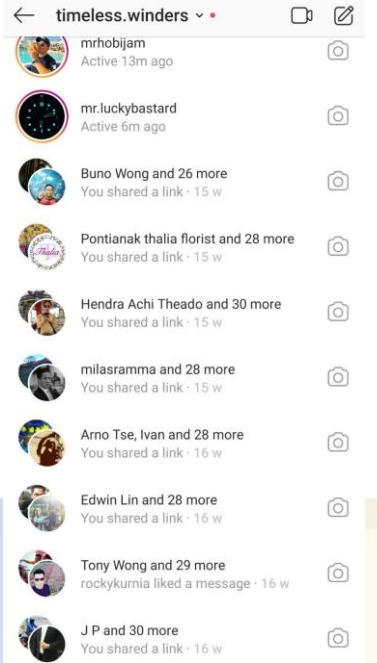 timeless.winders
mrhobijam
Active 13m ago
mr.luckybastard
Active 6m ago
Buno Wong and 26 more
You shared a link · 15 w
Pontianak thalia florist and 28 more
Thalia
You shared a link · 15 w
Hendra Achi Theado and 30 more
You shared a link · 15 w
milasramma and 28 more
You shared a link · 15 w
Arno Tse, Ivan and 28 more
You shared a link · 16 w
Edwin Lin and 28 more
You shared a link · 16 w
Tony Wong and 29 more
rockykurnia liked a message · 16 w
J P and 30 more
You shared a link · 16 w